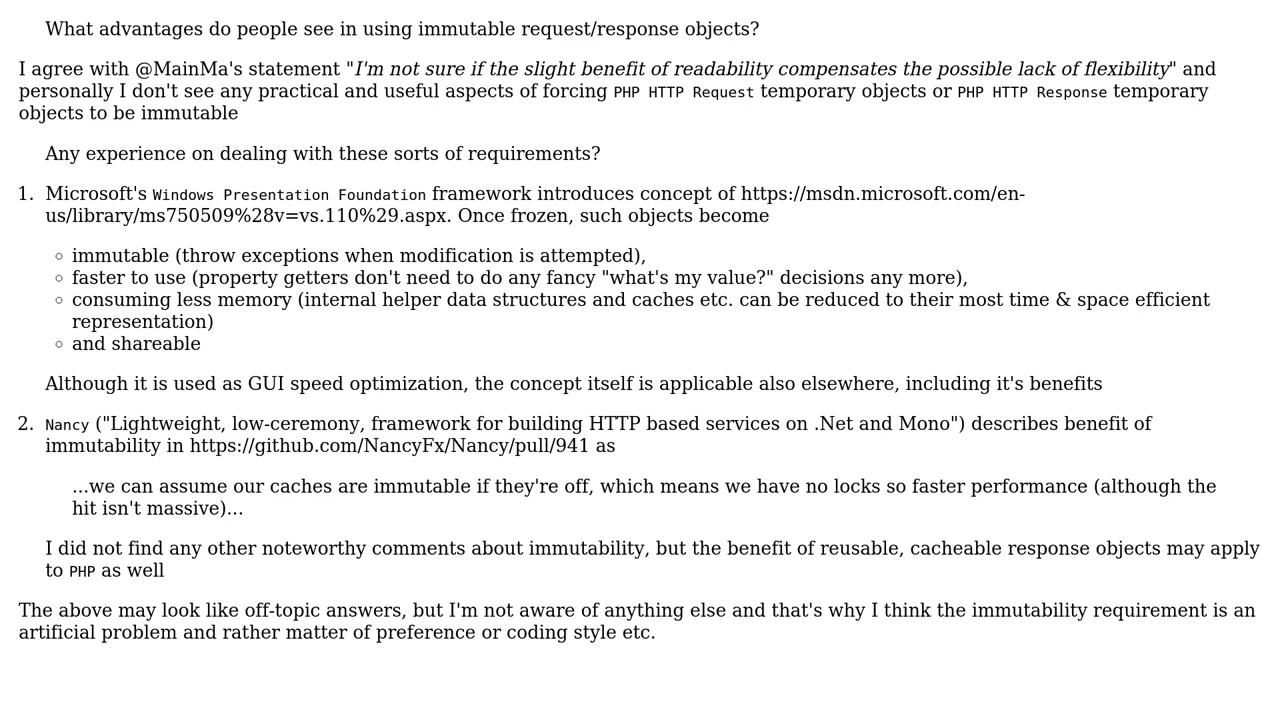 What advantages do people see in using immutable request/response objects?
I agree with @MainMa's statement "I'm not sure if the slight benefit of readability compensates the possible lack of flexibility" and
personally I don't see any practical and useful aspects of forcing PHP HTTP Request temporary objects or PHP HTTP Response temporary
objects to be immutable
Any experience on dealing with these sorts of requirements?
1. Microsoft's Windows Presentation Foundation framework introduces concept of https://msdn.microsoft.com/en-
us/library/ms750509%28v=vs.110%29.aspx. Once frozen, such objects become
◦ immutable (throw exceptions when modification is attempted),
◦ faster to use (property getters don't need to do any fancy "what's my value?" decisions any more),
◦ consuming less memory (internal helper data structures and caches etc. can be reduced to their most time & space efficient
representation)
◦ and shareable
Although it is used as GUI speed optimization, the concept itself is applicable also elsewhere, including it's benefits
2. Nancy ("Lightweight, low-ceremony, framework for building HTTP based services on .Net and Mono") describes benefit of
immutability in https://github.com/NancyFx/Nancy/pull/941 as
...we can assume our caches are immutable if they're off, which means we have no locks so faster performance (although the
hit isn't massive)...
I did not find any other noteworthy comments about immutability, but the benefit of reusable, cacheable response objects may apply
to PHP as well
The above may look like off-topic answers, but I'm not aware of anything else and that's why I think the immutability requirement is an
artificial problem and rather matter of preference or coding style etc.